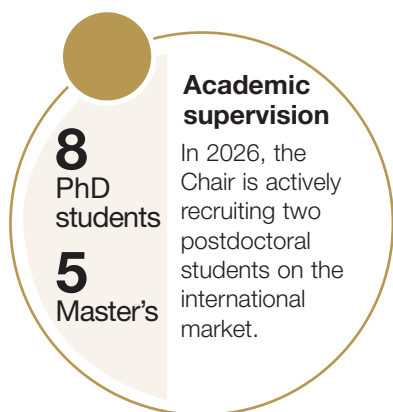 8
PhD
students
5
Master's
Academic
supervision
In 2026, the
Chair is actively
recruiting two
postdoctoral
students on the
international
market.